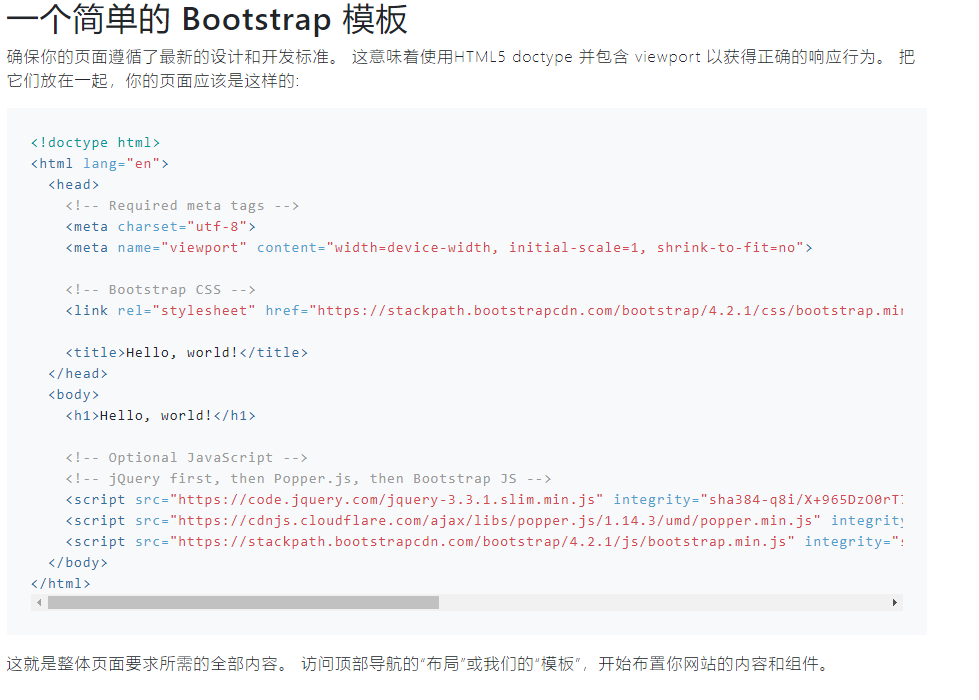 一个简单的 Bootstrap 模板
确保你的页面遵循了最新的设计和开发标准。 这意味着使用HTML5 doctype 并包含 viewport 以获得正确的响应行为。 把
它们放在一起，你的页面应该是这样的:
<!doctype html>
<html lang="en">
  <head>
    <!-- Required meta tags -->
    <meta charset="utf-8">
    <meta name="viewport" content="width=device-width, initial-scale=1, shrink-to-fit=no">
    <!-- Bootstrap CSS -->
    <link rel="stylesheet" href="https://stackpath.bootstrapcdn.com/bootstrap/4.2.1/css/bootstrap.min
    <title>Hello, world!</title>
  </head>
  <body>
    <h1>Hello, world!</h1>
    <!-- Optional JavaScript -->
    <!-- jQuery first, then Popper.js, then Bootstrap JS -->
    <script src="https://code.jquery.com/jquery-3.3.1.slim.min.js" integrity="sha384-q8i/X+965DzO0rT7
    <script src="https://cdnjs.cloudflare.com/ajax/libs/popper.js/1.14.3/umd/popper.min.js" integrity
    <script src="https://stackpath.bootstrapcdn.com/bootstrap/4.2.1/js/bootstrap.min.js" integrity="s
  </body>
</html>
这就是整体页面要求所需的全部内容。 访问顶部导航的“布局”或我们的“模板”，开始布置你网站的内容和组件。